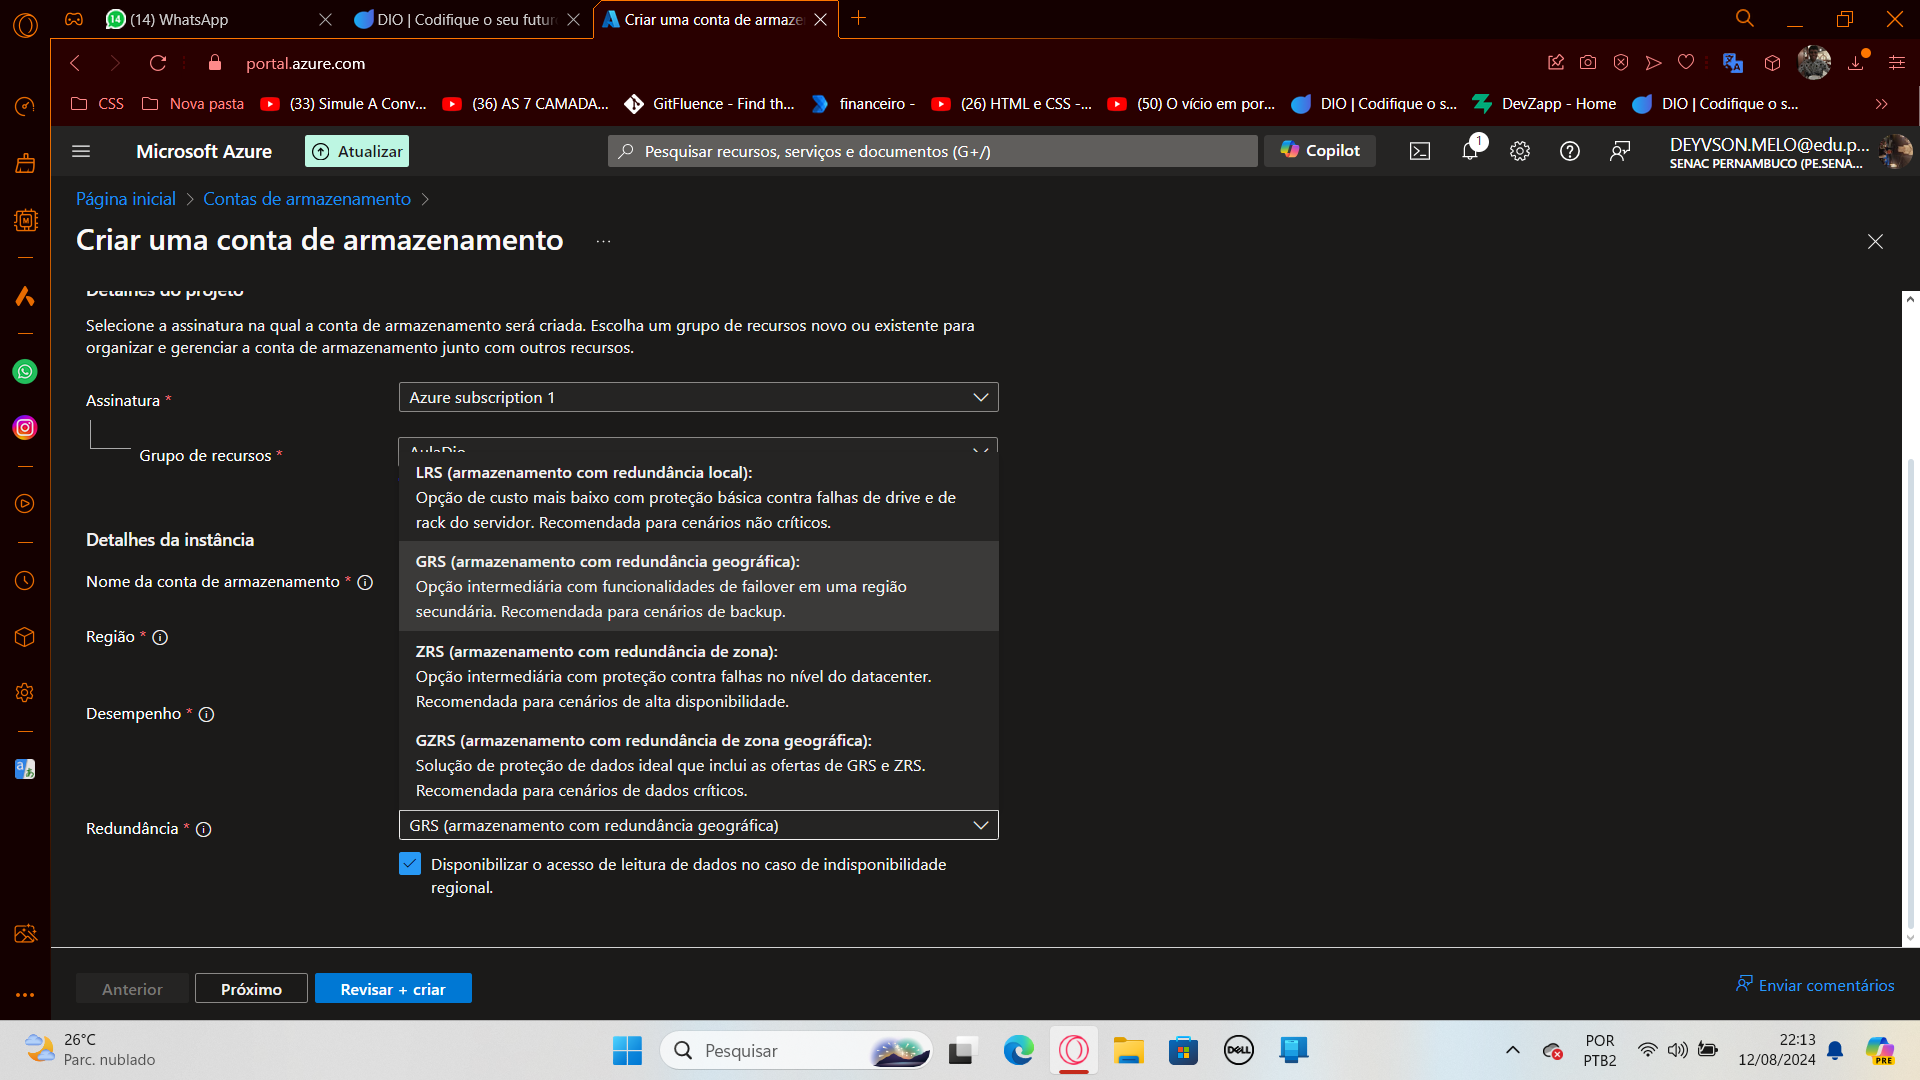 (14) WhatsApp
DIO | Codifique o seu futur
Criar uma conta de armaze
portal.azure.com
CSS
Nova pasta
(33) Simule A Conv...
(36) AS 7 CAMADA...
GitFluence - Find th...
financeiro -
(26) HTML e CSS -...
(50) O vício em por...
DIO | Codifique o s...
DevZapp - Home
DIO | Codifique o s...
Microsoft Azure
Atualizar
Pesquisar recursos, serviços e documentos (G+/)
Copilot
1
DEYVSON.MELO@edu.p...
SENAC PERNAMBUCO (PE.SENA...
Página inicial > Contas de armazenamento >
Criar uma conta de armazenamento ...
Detalhes do projeto
Selecione a assinatura na qual a conta de armazenamento será criada. Escolha um grupo de recursos novo ou existente para
organizar e gerenciar a conta de armazenamento junto com outros recursos.
Assinatura *
Azure subscription 1
Grupo de recursos *
AulaDio
LRS (armazenamento com redundância local):
Opção de custo mais baixo com proteção básica contra falhas de drive e de
rack do servidor. Recomendada para cenários não críticos.
GRS (armazenamento com redundância geográfica):
Opção intermediária com funcionalidades de failover em uma região
secundária. Recomendada para cenários de backup.
ZRS (armazenamento com redundância de zona):
Opção intermediária com proteção contra falhas no nível do datacenter.
Recomendada para cenários de alta disponibilidade.
GZRS (armazenamento com redundância de zona geográfica):
Solução de proteção de dados ideal que inclui as ofertas de GRS e ZRS.
Recomendada para cenários de dados críticos.
Detalhes da instância
Nome da conta de armazenamento *
Região *
Desempenho *
Redundância *
GRS (armazenamento com redundância geográfica)
Disponibilizar o acesso de leitura de dados no caso de indisponibilidade
regional.
Anterior
Próximo
Revisar + criar
Enviar comentários
26°C
Parc. nublado
Pesquisar
DELL
POR
PTB2
22:13
12/08/2024
PRE